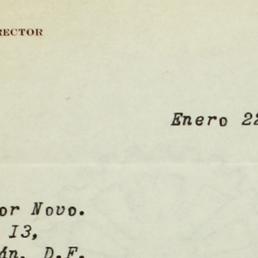 RECTOR
Enero 22
or Novo.
13,
án, D.F.